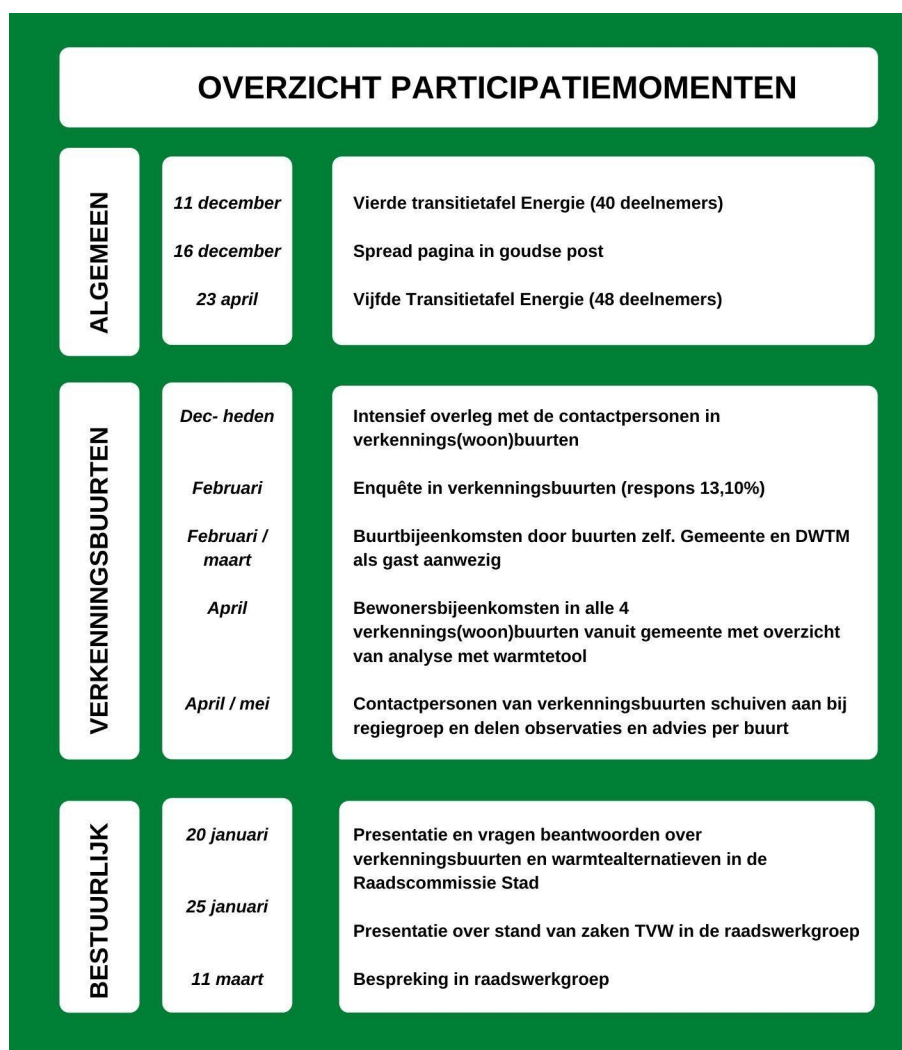 OVERZICHT PARTICIPATIEMOMENTEN
ALGEMEEN
11 december
Vierde transitietafel Energie (40 deelnemers)
16 december
Spread pagina in goudse post
23 april
Vijfde Transitietafel Energie (48 deelnemers)
VERKENNINGSBUURTEN
Dec- heden
Intensief overleg met de contactpersonen in
verkennings(woon)buurten
Februari
Enquête in verkenningsbuurten (respons 13,10%)
Februari /
maart
Buurtbijeenkomsten door buurten zelf. Gemeente en DWTM
als gast aanwezig
April
Bewonersbijeenkomsten in alle 4
verkennings(woon)buurten vanuit gemeente met overzicht
van analyse met warmtetool
April / mei
Contactpersonen van verkenningsbuurten schuiven aan bij
regiegroep en delen observaties en advies per buurt
BESTUURLIJK
20 januari
Presentatie en vragen beantwoorden over
verkenningsbuurten en warmtealternatieven in de
Raadscommissie Stad
25 januari
Presentatie over stand van zaken TVW in de raadswerkgroep
11 maart
Bespreking in raadswerkgroep